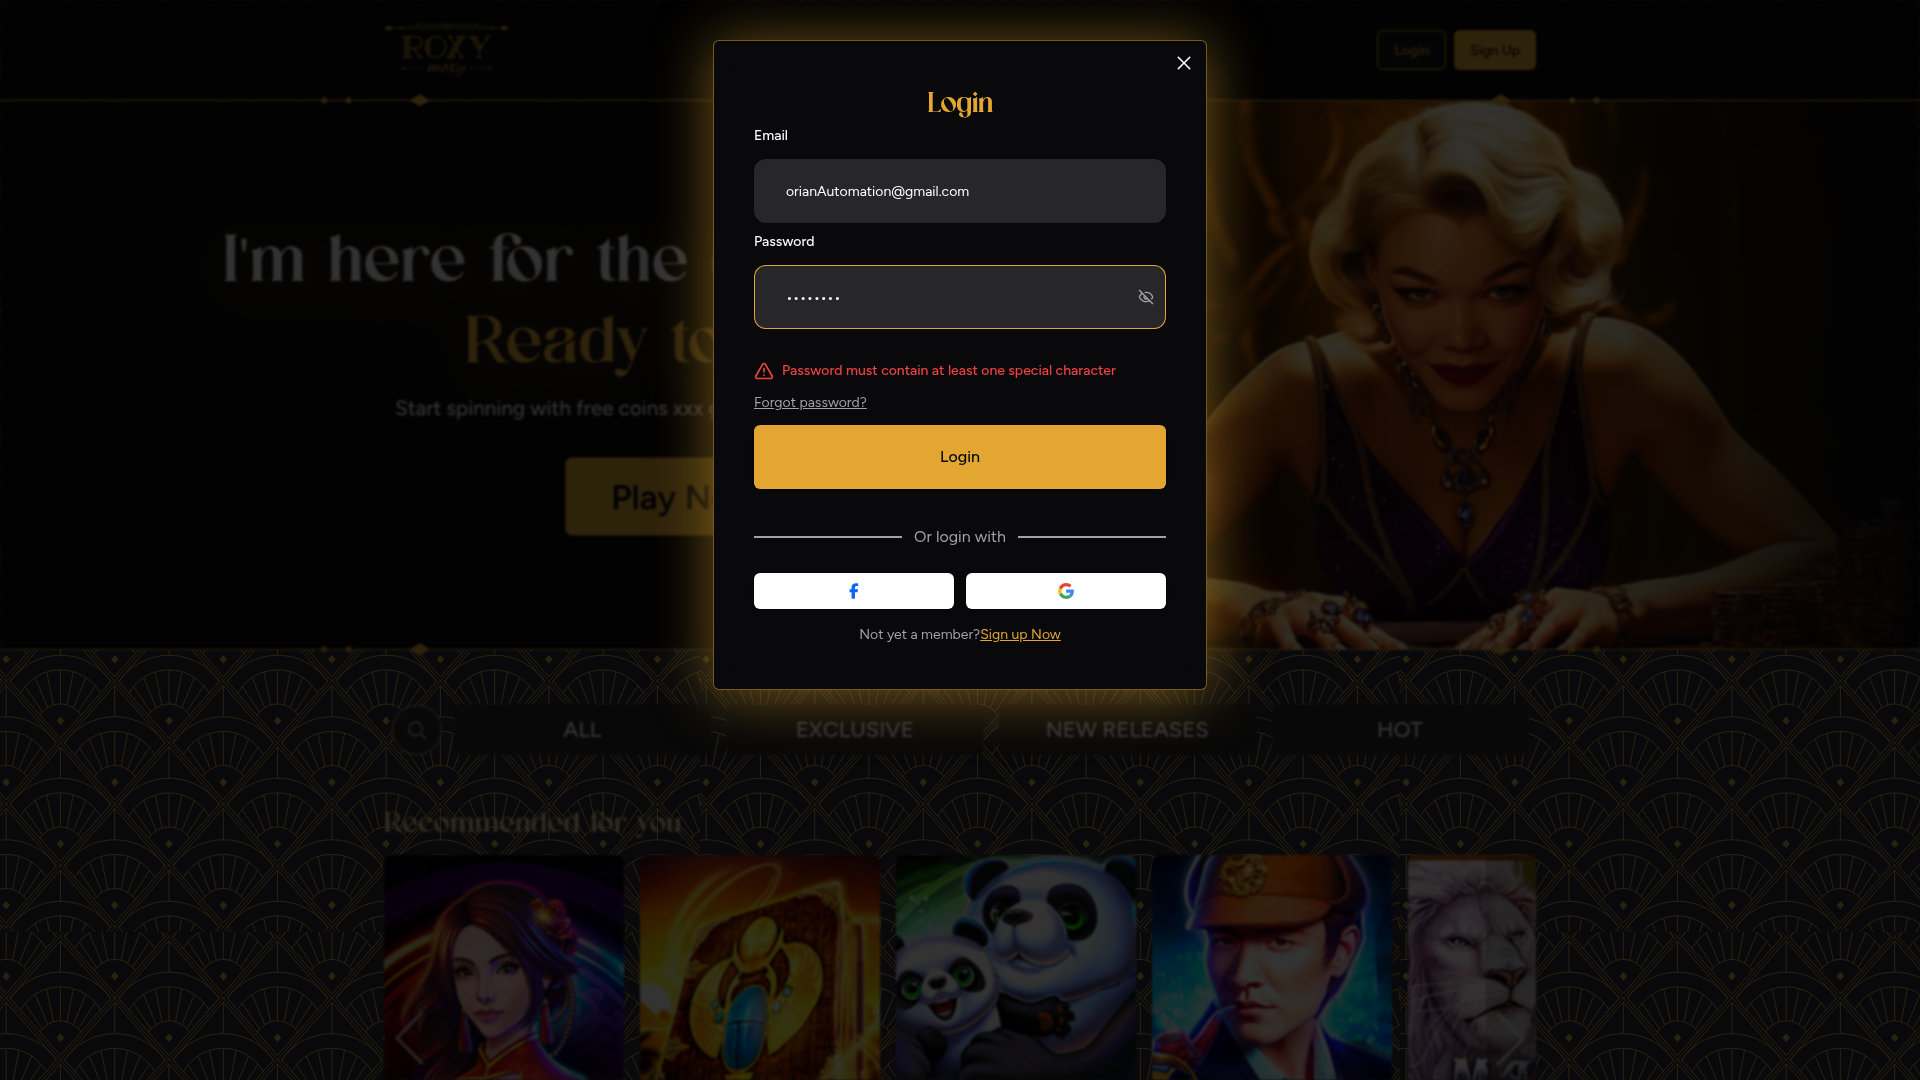 ROXY
moxy
Login
Sign Up
Login
Email
orianAutomation@gmail.com
Password
Password must contain at least one special character
Forgot password?
Login
Or login with
Not yet a member?Sign up Now
I'm here for the
Ready to
Start spinning with free coins xxx
Play
ALL
EXCLUSIVE
NEW RELEASES
HOT
Recommended for you